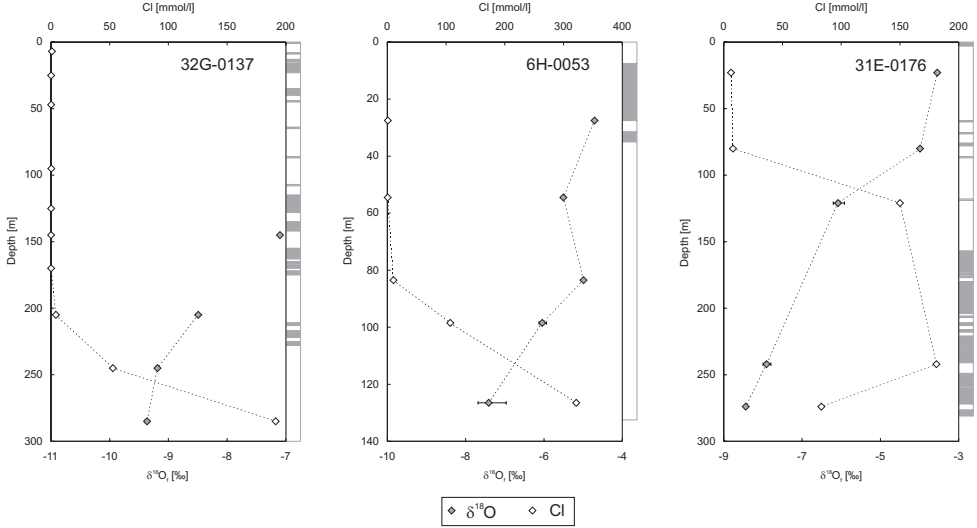 Cl [mmol/l]
0 50 100 150 200
32G-0137
0
50
100
150
200
250
300
Depth [m]
-11 -10 -9 -8 -7
δ¹⁸Oᵣ [‰]
Cl [mmol/l]
0 100 200 300 400
6H-0053
0
20
40
60
80
100
120
140
Depth [m]
-10 -8 -6 -4
δ¹⁸Oᵣ [‰]
Cl [mmol/l]
0 50 100 150 200
31E-0176
0
50
100
150
200
250
300
Depth [m]
-9 -7 -5 -3
δ¹⁸Oᵣ [‰]
δ¹⁸O Cl